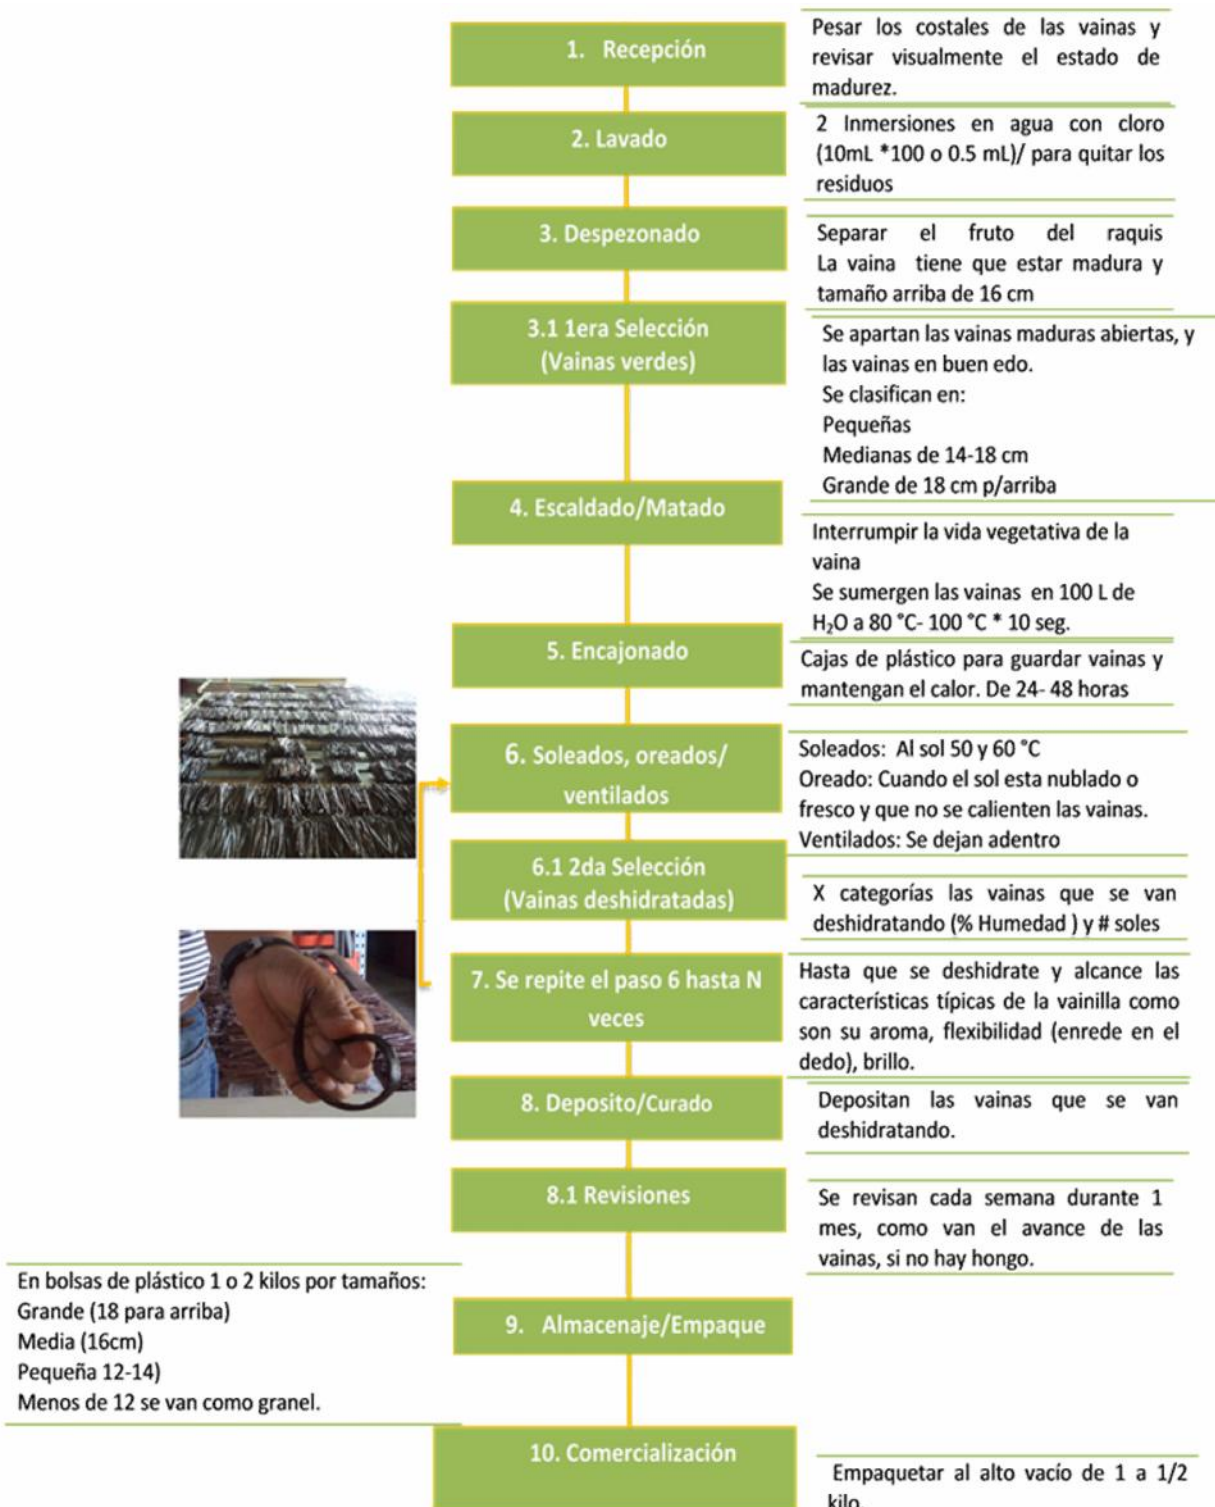 1. Recepción
Pesar los costales de las vainas y
revisar visualmente el estado de
madurez.
2. Lavado
2 Inmersiones en agua con cloro
(10mL *100 o 0.5 mL)/ para quitar los
residuos
3. Despezonado
Separar el fruto del raquis
La vaina tiene que estar madura y
tamaño arriba de 16 cm
3.1 1era Selección
(Vainas verdes)
Se apartan las vainas maduras abiertas, y
las vainas en buen edo.
Se clasifican en:
Pequeñas
Medianas de 14-18 cm
Grande de 18 cm p/arriba
4. Escaldado/Matado
Interrumpir la vida vegetativa de la
vaina
Se sumergen las vainas en 100 L de
H₂O a 80 °C- 100 °C * 10 seg.
5. Encajonado
Cajas de plástico para guardar vainas y
mantengan el calor. De 24- 48 horas
6. Soleados, oreados/
ventilados
Soleados: Al sol 50 y 60 °C
Oreado: Cuando el sol esta nublado o
fresco y que no se calienten las vainas.
Ventilados: Se dejan adentro
6.1 2da Selección
(Vainas deshidratadas)
X categorías las vainas que se van
deshidratando (% Humedad ) y # soles
7. Se repite el paso 6 hasta N
veces
Hasta que se deshidrate y alcance las
características típicas de la vainilla como
son su aroma, flexibilidad (enrede en el
dedo), brillo.
8. Deposito/Curado
Depositan las vainas que se van
deshidratando.
8.1 Revisiones
Se revisan cada semana durante 1
mes, como van el avance de las
vainas, si no hay hongo.
En bolsas de plástico 1 o 2 kilos por tamaños:
Grande (18 para arriba)
Media (16cm)
Pequeña 12-14)
Menos de 12 se van como granel.
9. Almacenaje/Empaque
10. Comercialización
Empaquetar al alto vacío de 1 a 1/2
kilo.